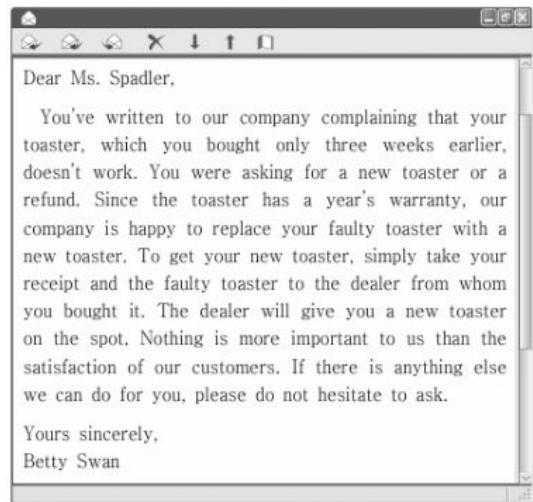 Dear Ms. Spadler,
You've written to our company complaining that your
toaster, which you bought only three weeks earlier,
doesn't work. You were asking for a new toaster or a
refund. Since the toaster has a year's warranty, our
company is happy to replace your faulty toaster with a
new toaster. To get your new toaster, simply take your
receipt and the faulty toaster to the dealer from whom
you bought it. The dealer will give you a new toaster
on the spot. Nothing is more important to us than the
satisfaction of our customers. If there is anything else
we can do for you, please do not hesitate to ask.
Yours sincerely,
Betty Swan